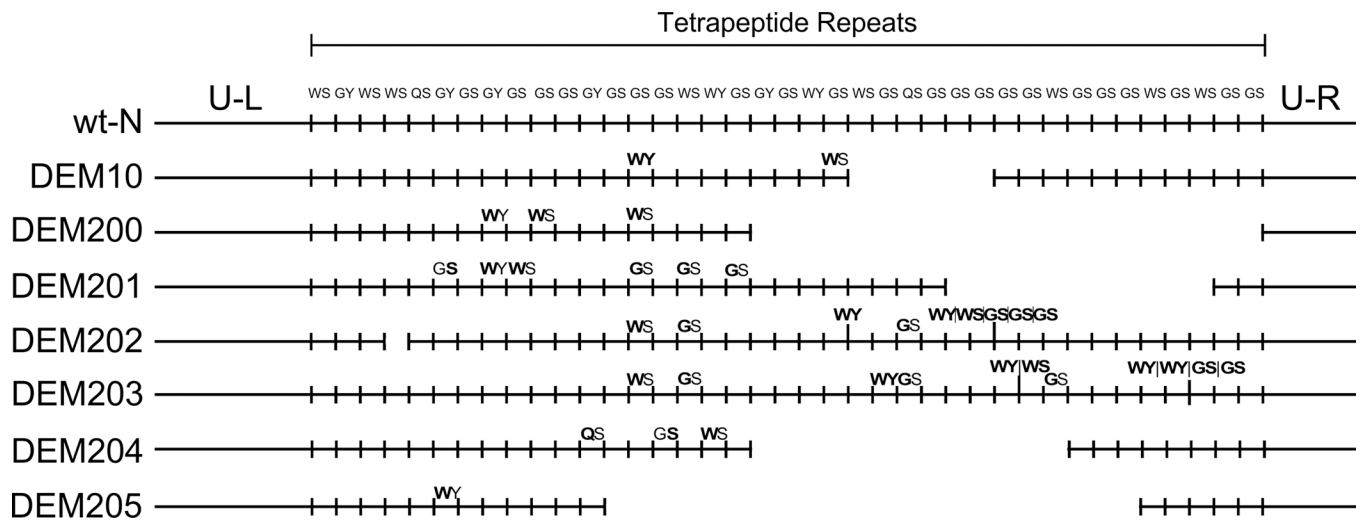 Tetrapeptide Repeats
U-L WS GY WS WS QS GY GS GY GS GS GS GY GS GS GS WS WY GS GY GS WY GS WS GS QS GS GS GS GS GS WS GS GS GS WS GS WS GS GS U-R
wt-N
DEM10 WY WS
DEM200 WY WS WS
DEM201 GS WY WS GS GS GS
DEM202 WS GS WY GS WY|WS|GS|GS|GS
DEM203 WS GS WYGS WY|WS GS WY|WY|GS|GS
DEM204 QS GS WS
DEM205 WY